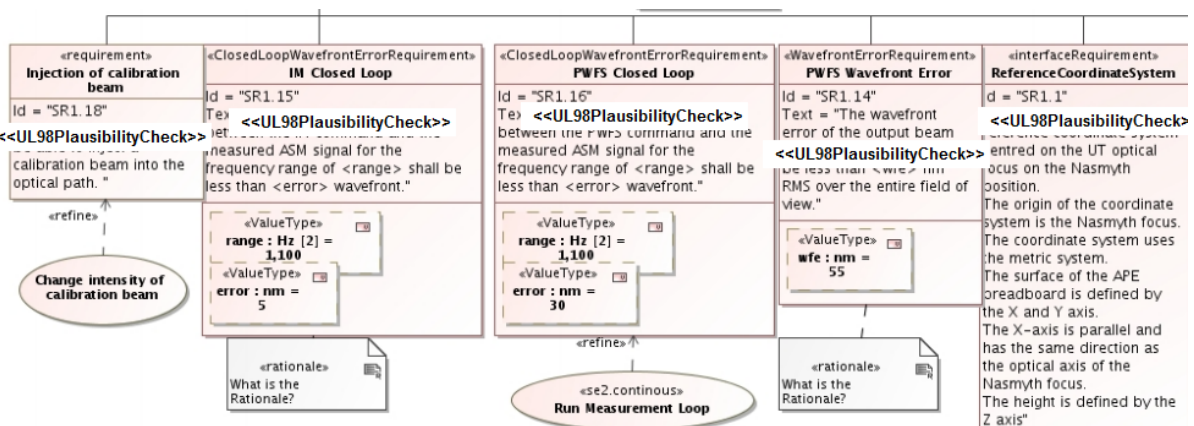 «requirement»
Injection of calibration
beam
Id = "SR1.18"
<<UL98PlausibilityCheck>>
calibration beam into the
optical path. "
«refine»
Change intensity of
calibration beam
«ClosedLoopWavefrontErrorRequirement»
IM Closed Loop
Id = "SR1.15"
<<UL98PlausibilityCheck>>
measured ASM signal for the
frequency range of <range> shall be
less than <error> wavefront."
«ValueType»
range : Hz [2] =
1,100
«ValueType»
error : nm =
5
«rationale»
What is the
Rationale?
«ClosedLoopWavefrontErrorRequirement»
PWFS Closed Loop
Id = "SR1.16"
<<UL98PlausibilityCheck>>
between the PWFS command and the
measured ASM signal for the
frequency range of <range> shall be
less than <error> wavefront."
«ValueType»
range : Hz [2] =
1,100
«ValueType»
error : nm =
30
«refine»
«se2.continous»
Run Measurement Loop
«WavefrontErrorRequirement»
PWFS Wavefront Error
Id = "SR1.14"
Text = "The wavefront
error of the output beam
<<UL98PlausibilityCheck>>
be less than <wfe> nm
RMS over the entire field of
view."
«ValueType»
wfe : nm =
55
«rationale»
What is the
Rationale?
«interfaceRequirement»
ReferenceCoordinateSystem
Id = "SR1.1"
<<UL98PlausibilityCheck>>
reference coordinate system
centred on the UT optical
focus on the Nasmyth
position.
The origin of the coordinate
system is the Nasmyth focus.
The coordinate system uses
the metric system.
The surface of the APE
breadboard is defined by
the X and Y axis.
The X-axis is parallel and
has the same direction as
the optical axis of the
Nasmyth focus.
The height is defined by the
Z axis"